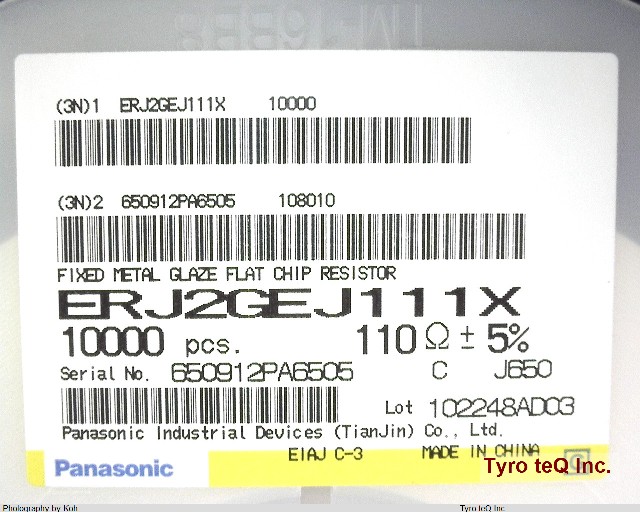 (3N)1 ERJ2GEJ111X 10000
(3N)2 650912PA6505 108010
FIXED METAL GLAZE FLAT CHIP RESISTOR
ERJ2GEJ111X
10000 pcs. 110 Ω ± 5%
Serial No. 650912PA6505 C J650
Lot 102248AD03
Panasonic Industrial Devices (TianJin) Co., Ltd.
EIAJ C-3 MADE IN CHINA
Panasonic Tyro teQ Inc.
Photography by Koh Tyro teQ Inc